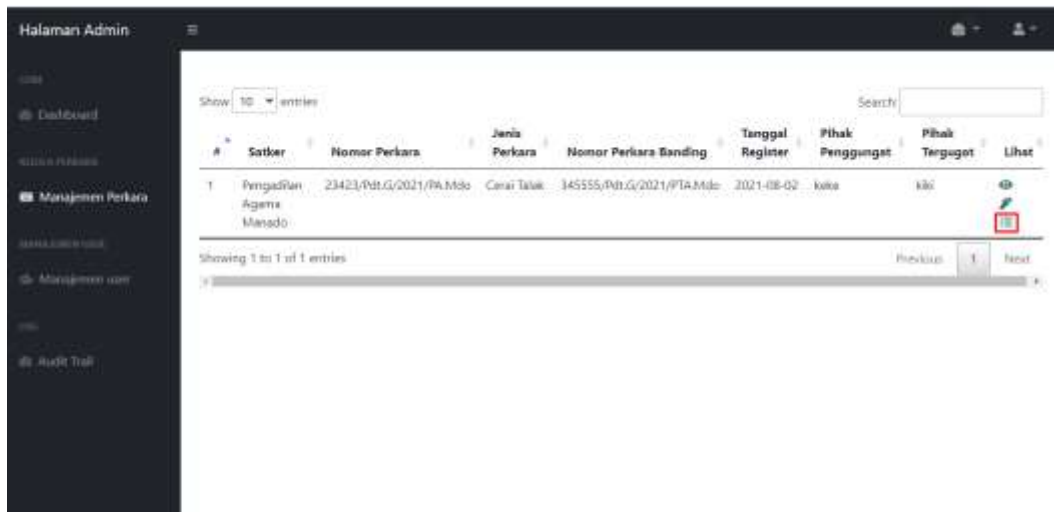 Halaman Admin
Dashboard
Manajemen Perkara
Manajemen user
Audit Trail
Show 10 entries
Search:
# Satker Nomor Perkara Jenis Perkara Nomor Perkara Banding Tanggal Register Pihak Penggungat Pihak Tergugot Lihat
1 Pengadilan Agama Manado 23423/Pdt.G/2021/PA.Mdo Cerai Talak 345555/Pdt.G/2021/PTA.Mdo 2021-08-02 keke kiki
Showing 1 to 1 of 1 entries
Previous 1 Next